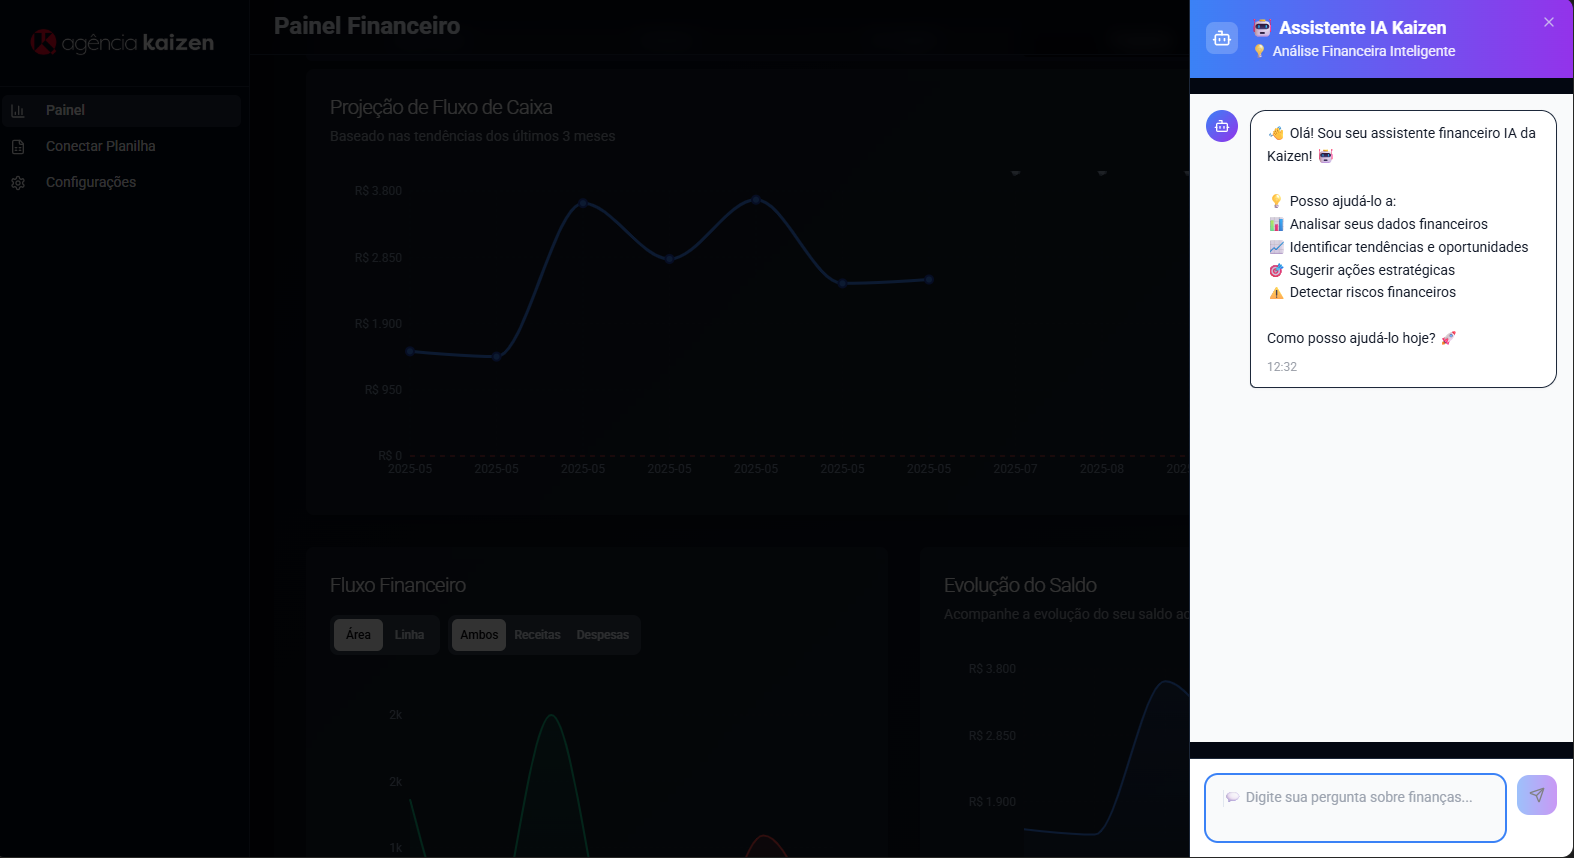 agência kaizen
Painel
Conectar Planilha
Configurações
Painel Financeiro
Projeção de Fluxo de Caixa
Baseado nas tendências dos últimos 3 meses
R$ 3.800
R$ 2.850
R$ 1.900
R$ 950
R$ 0
2025-05 2025-05 2025-05 2025-05 2025-05 2025-05 2025-05 2025-07 2025-08
Fluxo Financeiro
Área Linha Ambos Receitas Despesas
2k
2k
1k
Evolução do Saldo
Acompanhe a evolução do seu saldo
R$ 3.800
R$ 2.850
R$ 1.900
🤖 Assistente IA Kaizen
💡 Análise Financeira Inteligente
👋 Olá! Sou seu assistente financeiro IA da
Kaizen! 🤖
💡 Posso ajudá-lo a:
📊 Analisar seus dados financeiros
📈 Identificar tendências e oportunidades
🎯 Sugerir ações estratégicas
⚠️ Detectar riscos financeiros
Como posso ajudá-lo hoje? 🚀
12:32
💬 Digite sua pergunta sobre finanças...